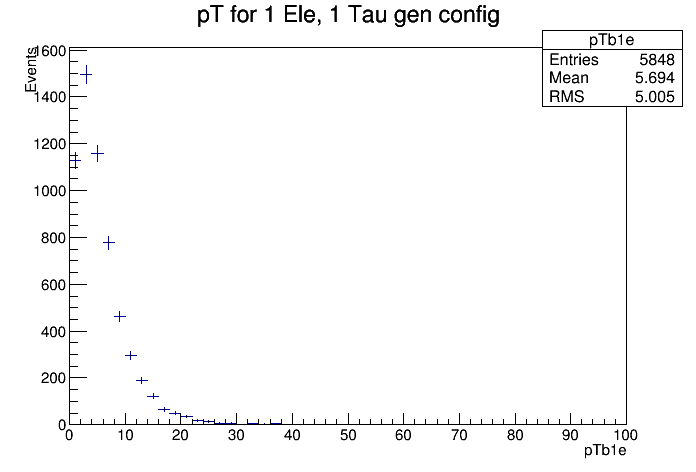 pT for 1 Ele, 1 Tau gen config
pTb1e
Entries 5848
Mean 5.694
RMS 5.005
Events
1600
1400
1200
1000
800
600
400
200
0
0 10 20 30 40 50 60 70 80 90 100
pTb1e